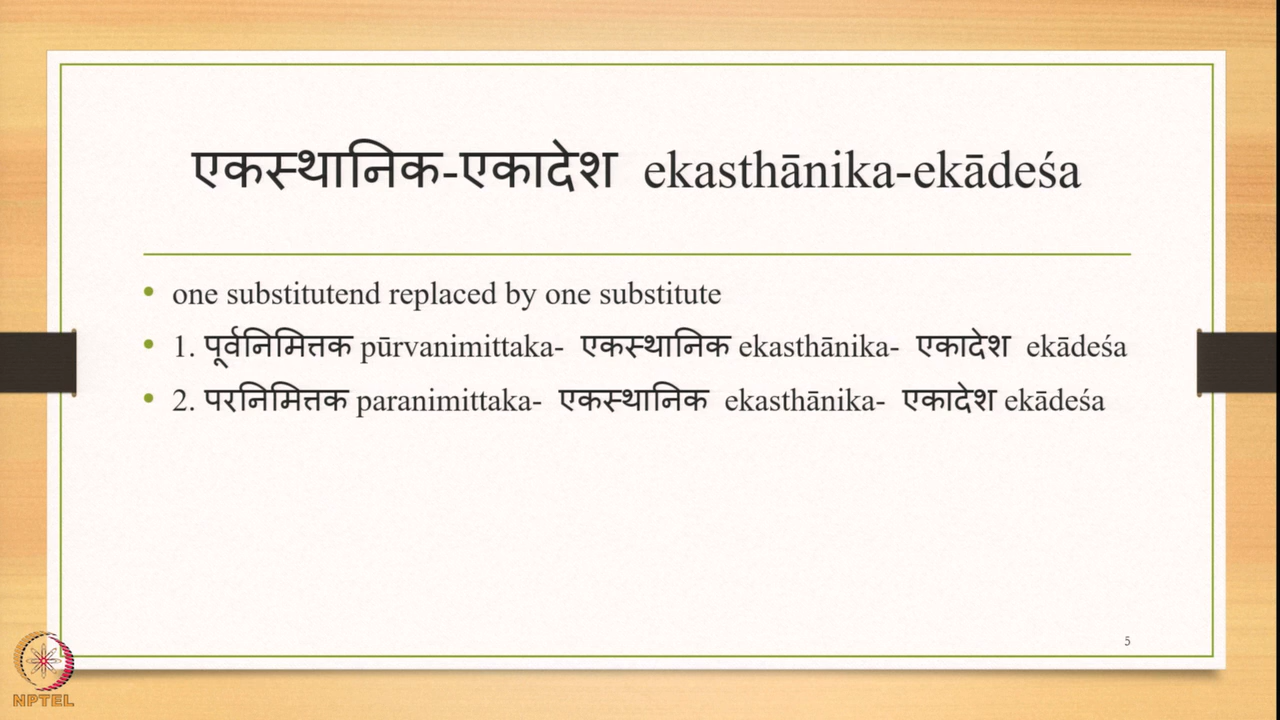 एकस्थानिक-एकादेश ekasthānika-ekādeśa
• one substitutend replaced by one substitute
• 1. पूर्वनिमित्तक pūrvanimittaka- एकस्थानिक ekasthānika- एकादेश ekādeśa
• 2. परनिमित्तक paranimittaka- एकस्थानिक ekasthānika- एकादेश ekādeśa
5
NPTEL